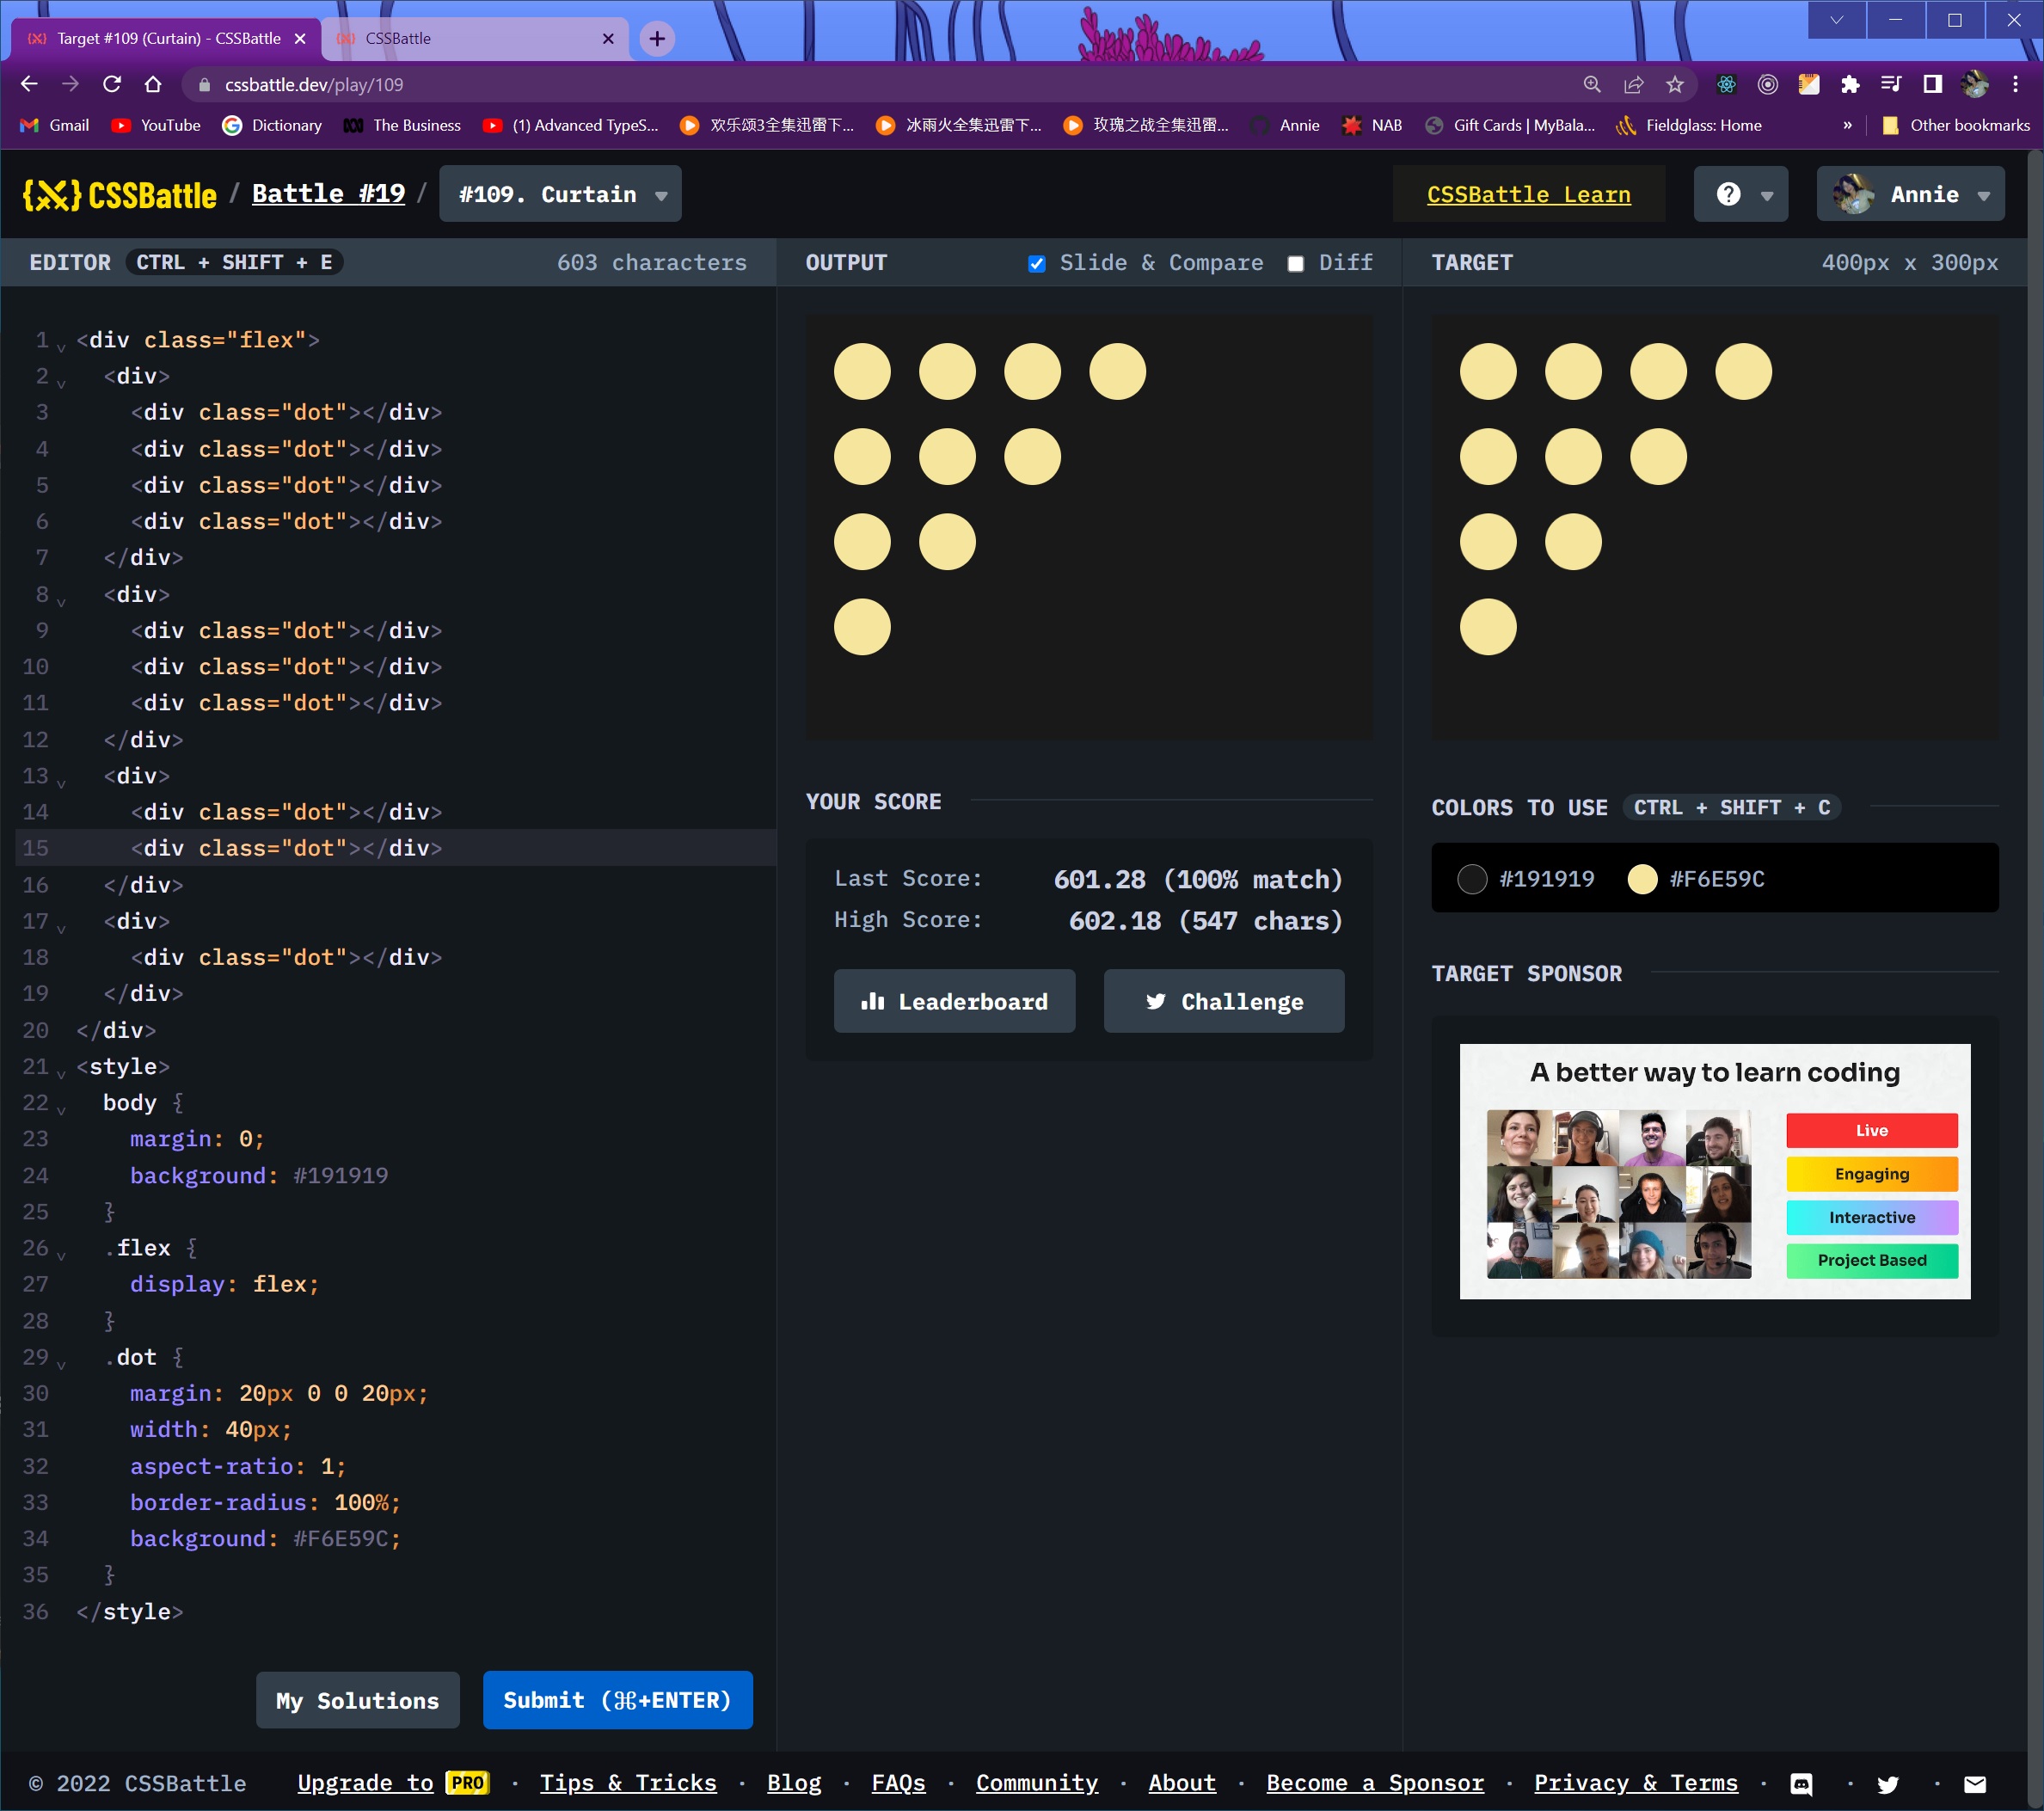 Target #109 (Curtain) - CSSBattle
CSSBattle
cssbattle.dev/play/109
Gmail
YouTube
Dictionary
The Business
(1) Advanced TypeS...
欢乐颂3全集迅雷下...
冰雨火全集迅雷下...
玫瑰之战全集迅雷...
Annie
NAB
Gift Cards | MyBala...
Fieldglass: Home
»
Other bookmarks
{X} CSSBattle / Battle #19 / #109. Curtain
CSSBattle Learn
Annie
EDITOR CTRL + SHIFT + E 603 characters
1 <div class="flex">
2 <div>
3 <div class="dot"></div>
4 <div class="dot"></div>
5 <div class="dot"></div>
6 <div class="dot"></div>
7 </div>
8 <div>
9 <div class="dot"></div>
10 <div class="dot"></div>
11 <div class="dot"></div>
12 </div>
13 <div>
14 <div class="dot"></div>
15 <div class="dot"></div>
16 </div>
17 <div>
18 <div class="dot"></div>
19 </div>
20 </div>
21 <style>
22 body {
23 margin: 0;
24 background: #191919
25 }
26 .flex {
27 display: flex;
28 }
29 .dot {
30 margin: 20px 0 0 20px;
31 width: 40px;
32 aspect-ratio: 1;
33 border-radius: 100%;
34 background: #F6E59C;
35 }
36 </style>
My Solutions
Submit (⌘+ENTER)
OUTPUT Slide & Compare Diff
YOUR SCORE
Last Score: 601.28 (100% match)
High Score: 602.18 (547 chars)
Leaderboard
Challenge
TARGET 400px x 300px
COLORS TO USE CTRL + SHIFT + C
#191919 #F6E59C
TARGET SPONSOR
A better way to learn coding
Live
Engaging
Interactive
Project Based
© 2022 CSSBattle
Upgrade to PRO · Tips & Tricks · Blog · FAQs · Community · About · Become a Sponsor · Privacy & Terms · · ·